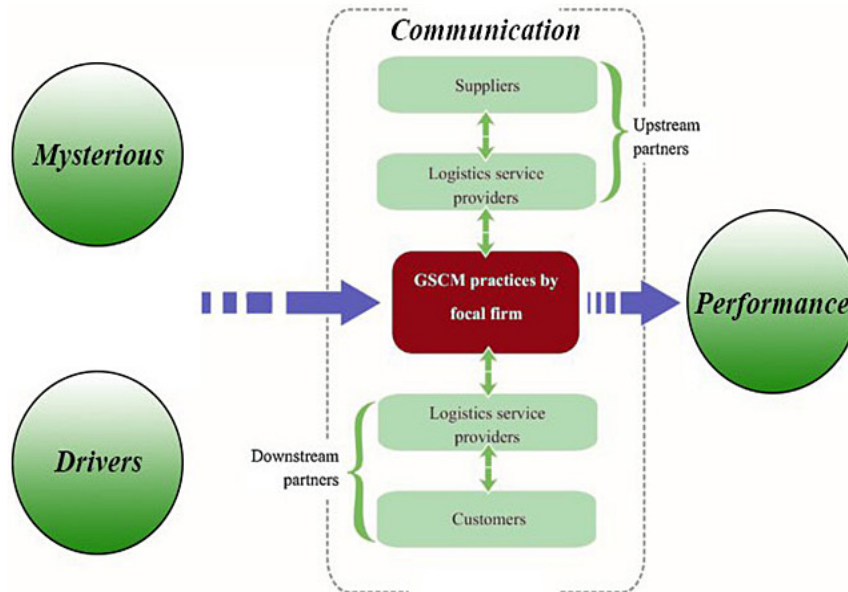 Communication
Suppliers
Upstream
partners
Mysterious
Logistics service
providers
GSCM practices by
focal firm
Performance
Logistics service
providers
Downstream
partners
Drivers
Customers